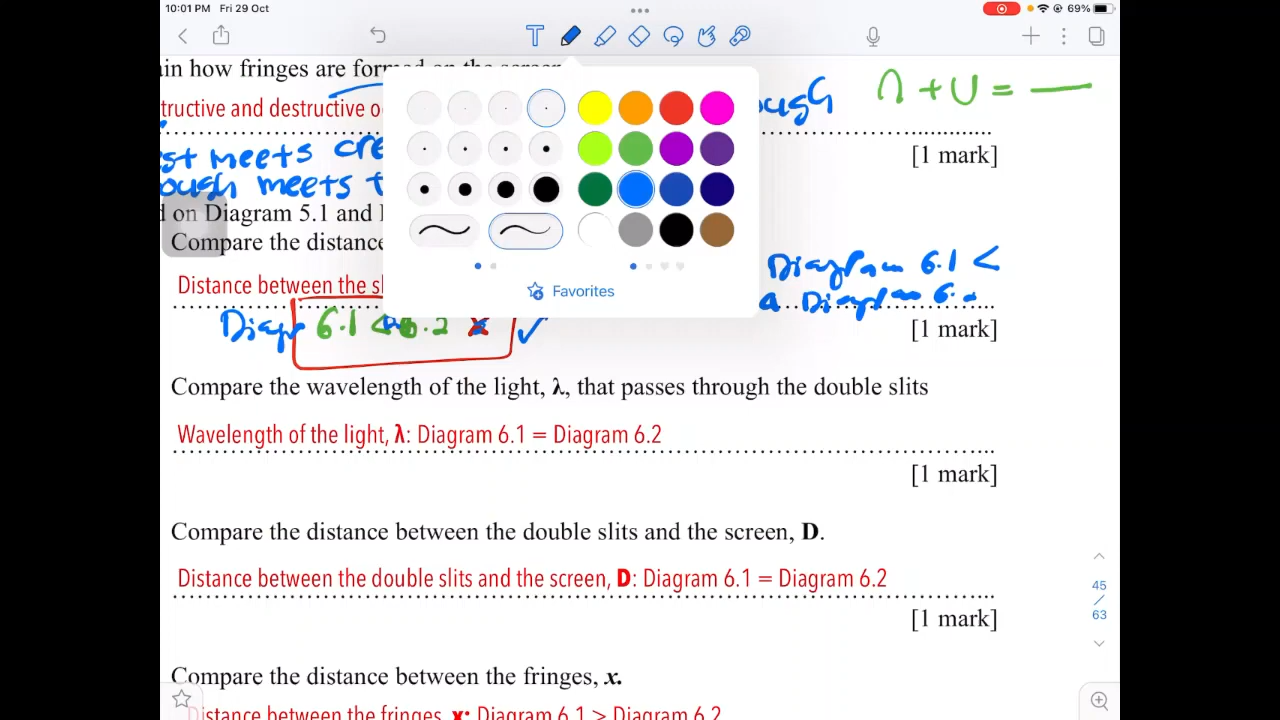 10:01 PM Fri 29 Oct
69%
ain how fringes are formed on the screen
ough
∩ + U = —
tructive and destructive
[1 mark]
st meets cre
ough meets t
d on Diagram 5.1 and
Compare the distance
Distance between the sl
Diagram 6.1 <
Diagram 6.
Favorites
[1 mark]
6.1 < 6.2
Compare the wavelength of the light, λ, that passes through the double slits
Wavelength of the light, λ: Diagram 6.1 = Diagram 6.2
[1 mark]
Compare the distance between the double slits and the screen, D.
Distance between the double slits and the screen, D: Diagram 6.1 = Diagram 6.2
[1 mark]
45
/
63
Compare the distance between the fringes, x.
Distance between the fringes, x: Diagram 6.1 > Diagram 6.2